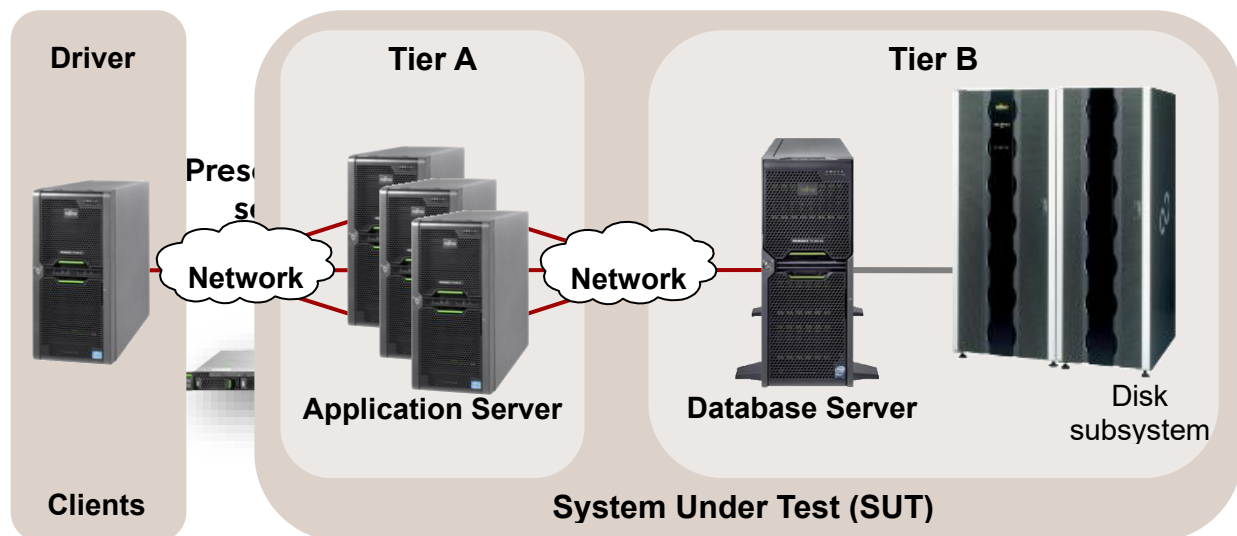 Driver
Tier A
Tier B
Network
Network
Application Server
Database Server
Disk
subsystem
Clients
System Under Test (SUT)